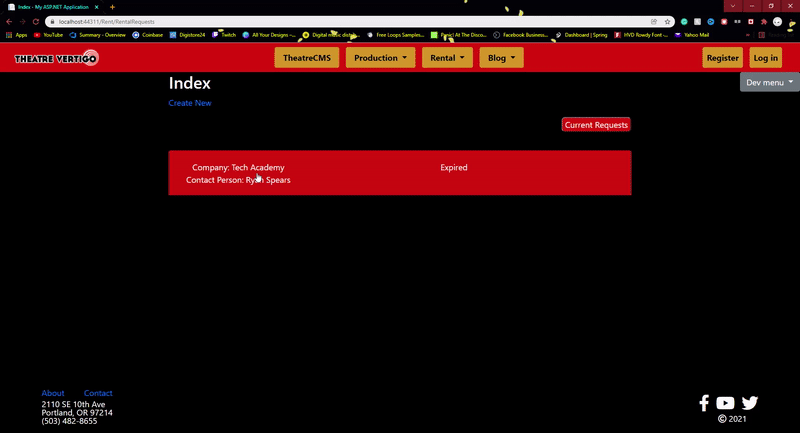 Index - My ASP.NET Application
localhost:44311/Rent/RentalRequests
Apps YouTube Summary - Overview Coinbase Digistore24 Twitch All Your Designs -... Digital music distri... Free Loops Sampler... Panic! At The Disco... Facebook Business... Dashboard | Spring HVD Rowdy Font -... Yahoo Mail
THEATRE VERTIGO TheatreCMS Production Rental Blog Register Log in
Index
Dev menu
Create New
Current Requests
Company: Tech Academy Expired
Contact Person: Ryan Spears
About Contact
2110 SE 10th Ave
Portland, OR 97214
(503) 482-8655
© 2021